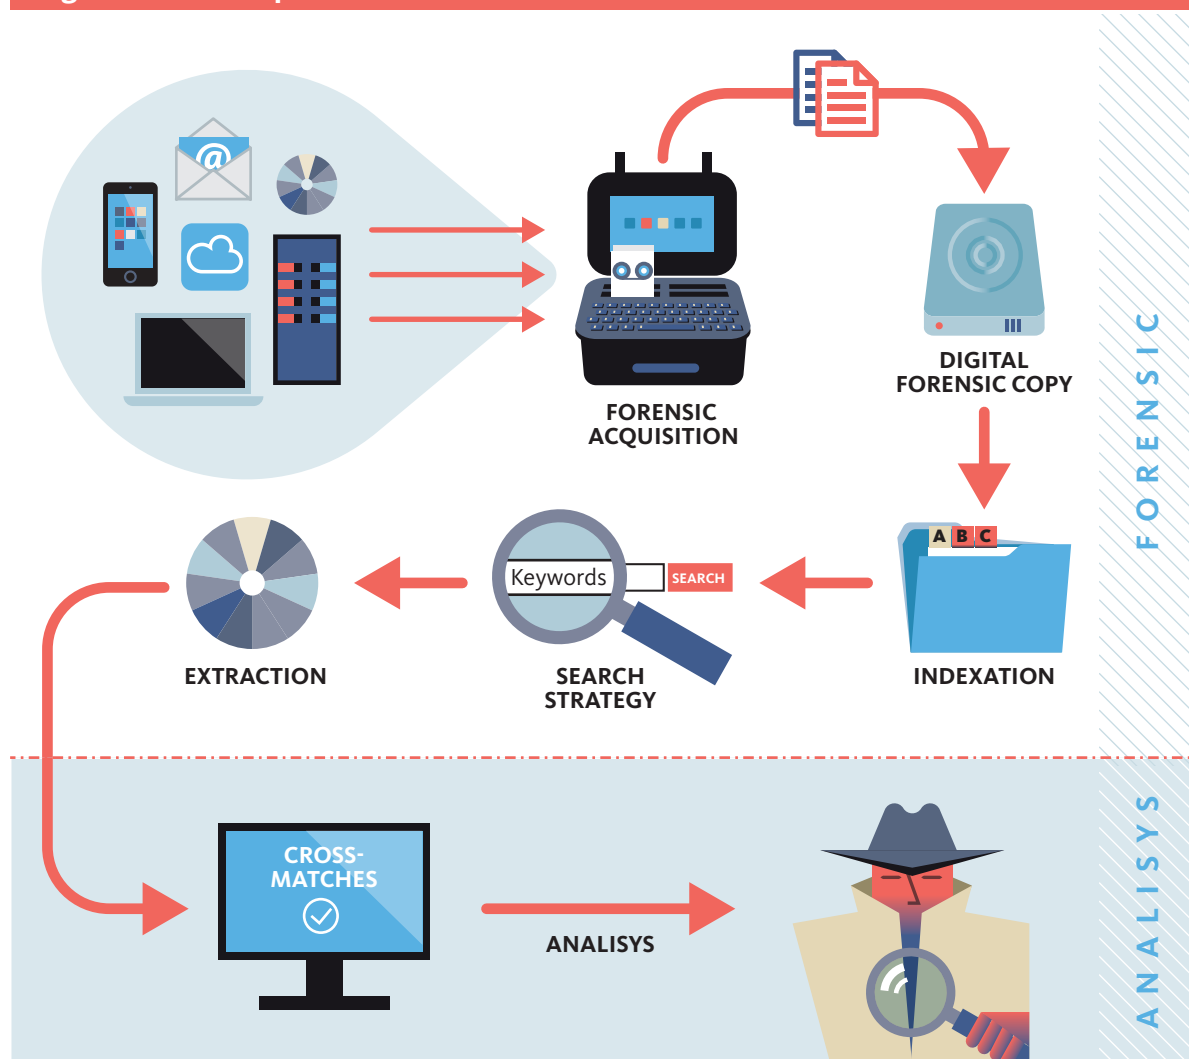 @
FORENSIC
ACQUISITION
DIGITAL
FORENSIC COPY
A B C
INDEXATION
Keywords
SEARCH
SEARCH
STRATEGY
EXTRACTION
FORENSIC
CROSS-
MATCHES
ANALISYS
ANALISYS